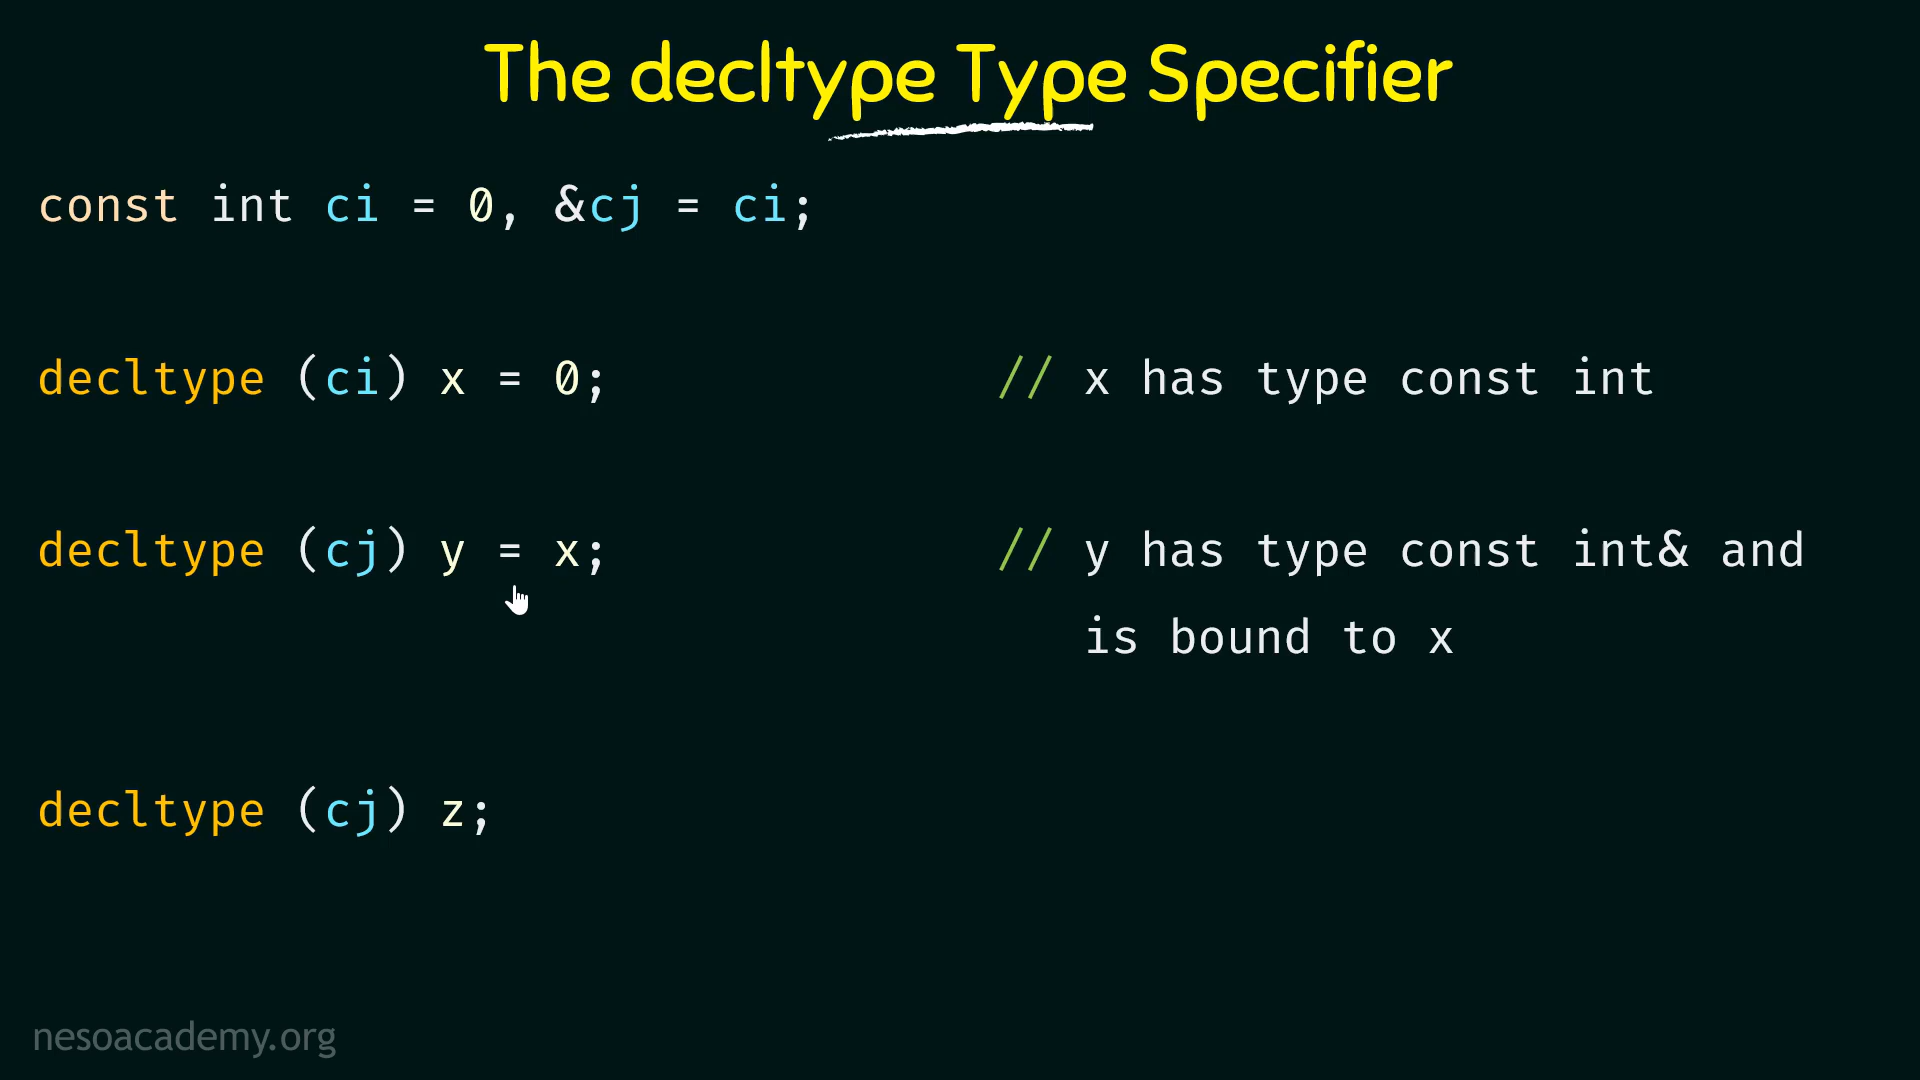 The decltype Type Specifier
const int ci = 0, &cj = ci;
decltype (ci) x = 0; // x has type const int
decltype (cj) y = x; // y has type const int& and
is bound to x
decltype (cj) z;
nesoacademy.org